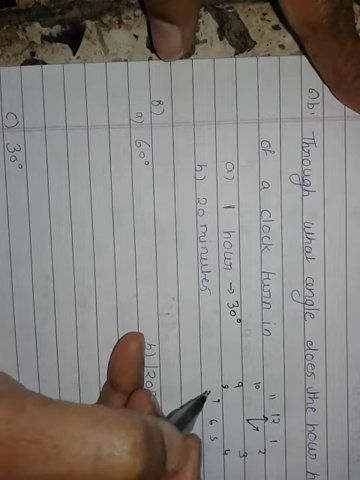 Q)b. Through what angle does the hour h
of a clock turn in
a) 1 hour → 30°
b) 20 minutes
11 12 1
10 2
9 3
8 4
7 6 5
8)
a) 60° b) 120
c) 30°